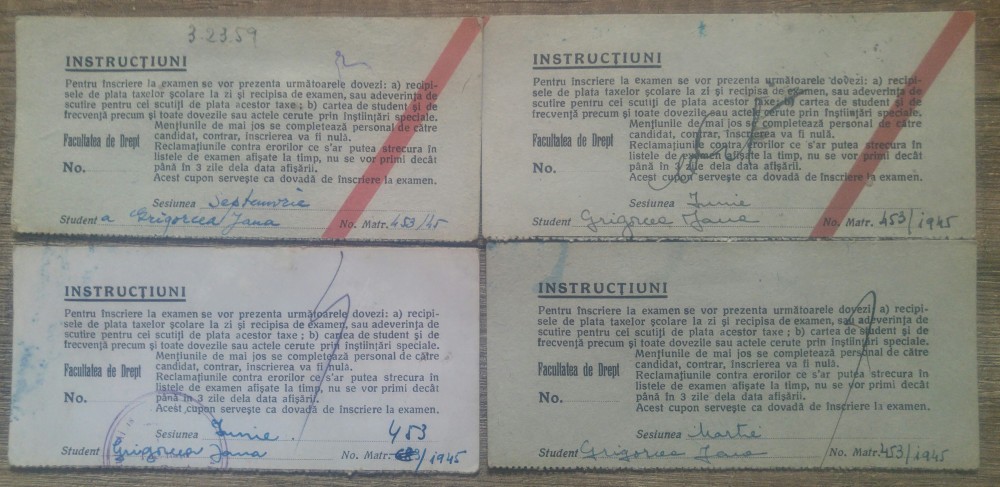 3-23.59
INSTRUCȚIUNI
Pentru înscriere la examen se vor prezenta următoarele dovezi: a) recipi-
sele de plata taxelor școlare la zi și recipisa de examen, sau adeverința de
scutire pentru cei scutiți de plata acestor taxe; b) cartea de student și de
frecvență precum și toate dovezile sau actele cerute prin înștiințări speciale.
Mențiunile de mai jos se completează personal de către
candidat, contrar, înscrierea va fi nulă.
Facultatea de Drept
Reclamațiunile contra erorilor ce s'ar putea strecura în
listele de examen afișate la timp, nu se vor primi decât
No.
până în 3 zile dela data afișării.
Acest cupon servește ca dovadă de înscriere la examen.
Sesiunea Septemvrie
Student a Grigorcea Jana No. Matr. 453/45
INSTRUCȚIUNI
Pentru înscriere la examen se vor prezenta următoarele dovezi: a) recipi-
sele de plata taxelor școlare la zi și recipisa de examen, sau adeverința de
scutire pentru cei scutiți de plata acestor taxe; b) cartea de student și de
frecvență precum și toate dovezile sau actele cerute prin înștiințări speciale.
Mențiunile de mai jos se completează personal de către
candidat, contrar, înscrierea va fi nulă.
Facultatea de Drept
Reclamațiunile contra erorilor ce s'ar putea strecura în
listele de examen afișate la timp, nu se vor primi decât
No.
până în 3 zile dela data afișării.
Acest cupon servește ca dovadă de înscriere la examen.
Sesiunea Iunie
Student Grigorcea Jana No. Matr. 453/1945
INSTRUCȚIUNI
Pentru înscriere la examen se vor prezenta următoarele dovezi: a) recipi-
sele de plata taxelor școlare la zi și recipisa de examen, sau adeverința de
scutire pentru cei scutiți de plata acestor taxe; b) cartea de student și de
frecvență precum și toate dovezile sau actele cerute prin înștiințări speciale.
Mențiunile de mai jos se completează personal de către
candidat, contrar, înscrierea va fi nulă.
Facultatea de Drept
Reclamațiunile contra erorilor ce s'ar putea strecura în
listele de examen afișate la timp, nu se vor primi decât
No.
până în 3 zile dela data afișării.
Acest cupon servește ca dovadă de înscriere la examen.
Sesiunea Iunie. 453
Student Grigorcea Jana No. Matr. /1945
INSTRUCȚIUNI
Pentru înscriere la examen se vor prezenta următoarele dovezi: a) recipi-
sele de plata taxelor școlare la zi și recipisa de examen, sau adeverința de
scutire pentru cei scutiți de plata acestor taxe; b) cartea de student și de
frecvență precum și toate dovezile sau actele cerute prin înștiințări speciale.
Mențiunile de mai jos se completează personal de către
candidat, contrar, înscrierea va fi nulă.
Facultatea de Drept
Reclamațiunile contra erorilor ce s'ar putea strecura în
listele de examen afișate la timp, nu se vor primi decât
No.
până în 3 zile dela data afișării.
Acest cupon servește ca dovadă de înscriere la examen.
Sesiunea Martie
Student Grigorcea Jana No. Matr. 453/1945